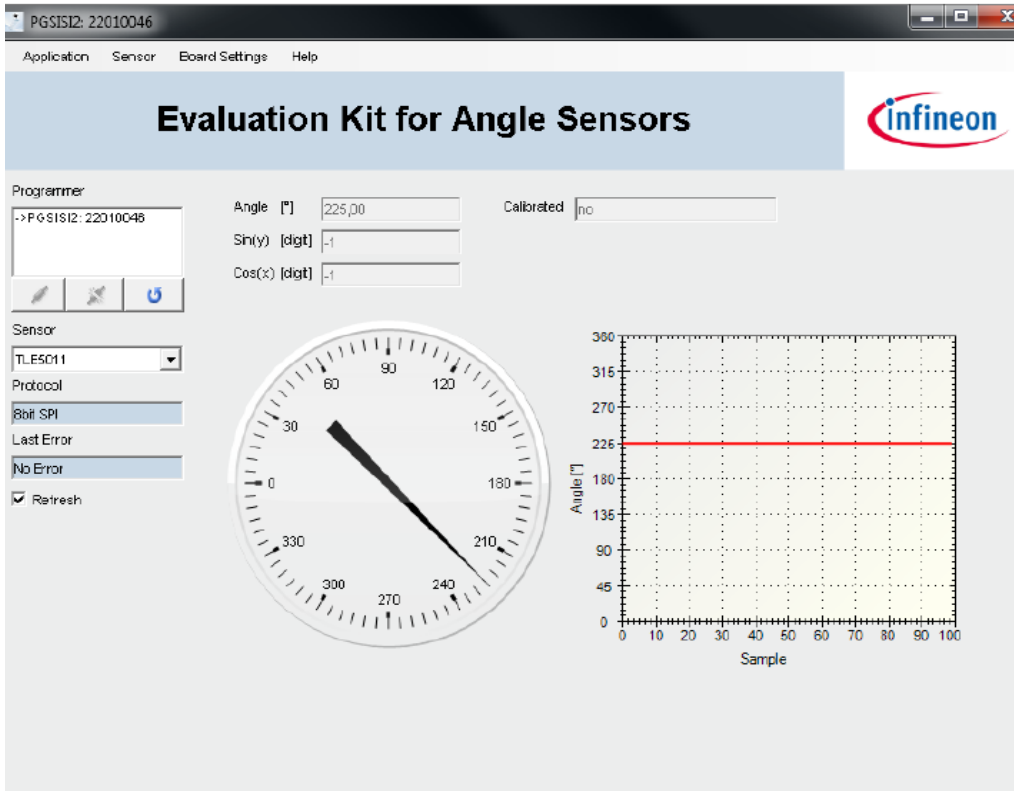 PGSISI2: 22010046
Application Sensor Board Settings Help
Evaluation Kit for Angle Sensors
infineon
Programmer
->PGSISI2: 22010046
Angle [°] 225,00
Calibrated no
Sin(y) [digit] -1
Cos(x) [digit] -1
Sensor
TLE5011
Protocol
8bit SPI
Last Error
No Error
Refresh
0
30
60
90
120
150
180
210
240
270
300
330
Angle [°]
360
315
270
225
180
135
90
45
0
0 10 20 30 40 50 60 70 80 90 100
Sample